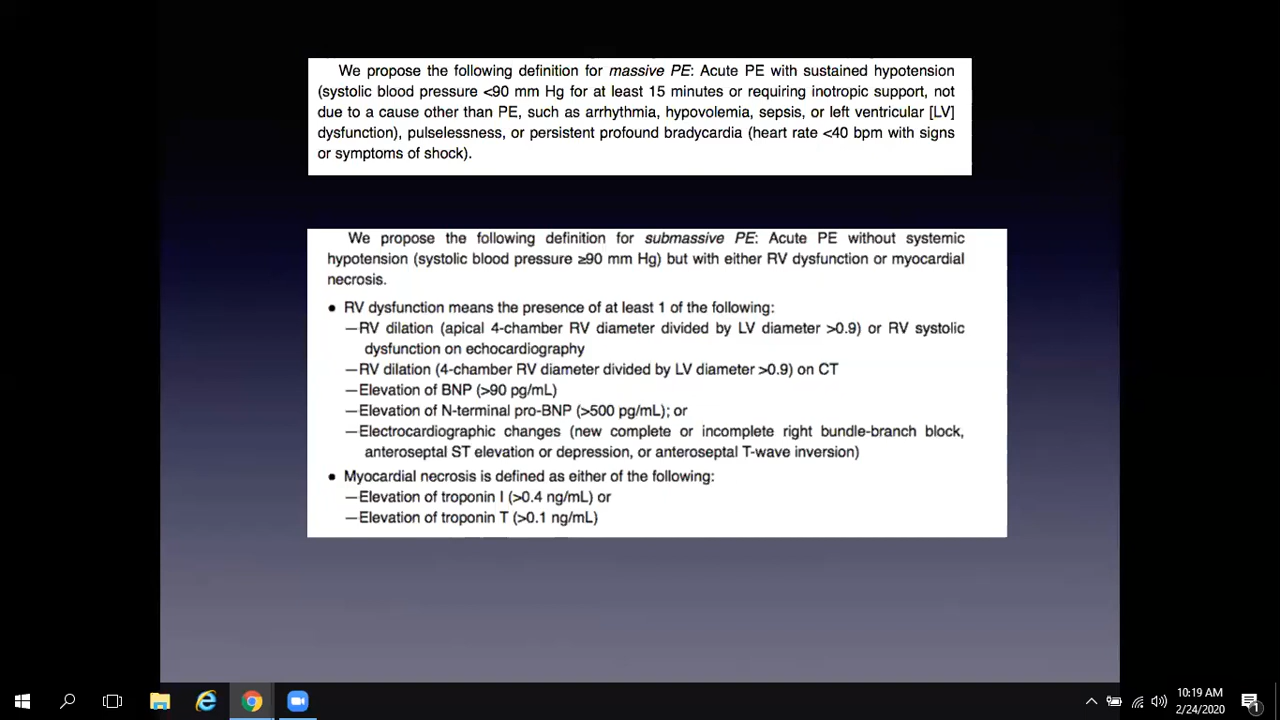 We propose the following definition for massive PE: Acute PE with sustained hypotension
(systolic blood pressure <90 mm Hg for at least 15 minutes or requiring inotropic support, not
due to a cause other than PE, such as arrhythmia, hypovolemia, sepsis, or left ventricular [LV]
dysfunction), pulselessness, or persistent profound bradycardia (heart rate <40 bpm with signs
or symptoms of shock).
We propose the following definition for submassive PE: Acute PE without systemic
hypotension (systolic blood pressure ≥90 mm Hg) but with either RV dysfunction or myocardial
necrosis.
● RV dysfunction means the presence of at least 1 of the following:
—RV dilation (apical 4-chamber RV diameter divided by LV diameter >0.9) or RV systolic
dysfunction on echocardiography
—RV dilation (4-chamber RV diameter divided by LV diameter >0.9) on CT
—Elevation of BNP (>90 pg/mL)
—Elevation of N-terminal pro-BNP (>500 pg/mL); or
—Electrocardiographic changes (new complete or incomplete right bundle-branch block,
anteroseptal ST elevation or depression, or anteroseptal T-wave inversion)
● Myocardial necrosis is defined as either of the following:
—Elevation of troponin I (>0.4 ng/mL) or
—Elevation of troponin T (>0.1 ng/mL)
10:19 AM
2/24/2020
1